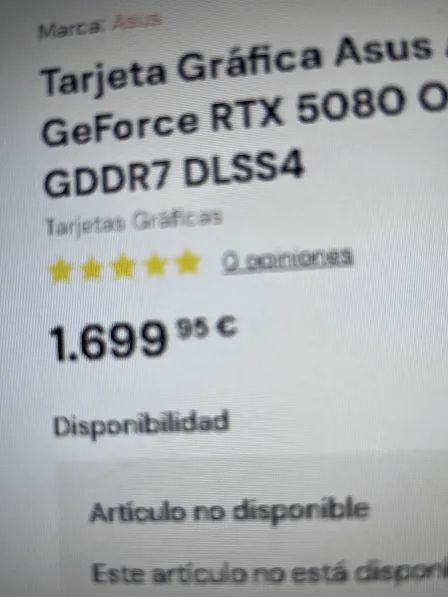 Marca: Asus
Tarjeta Gráfica Asus
GeForce RTX 5080 O
GDDR7 DLSS4
Tarjetas Gráficas
0 opiniones
1.699 95 €
Disponibilidad
Artículo no disponible
Este artículo no está disponi